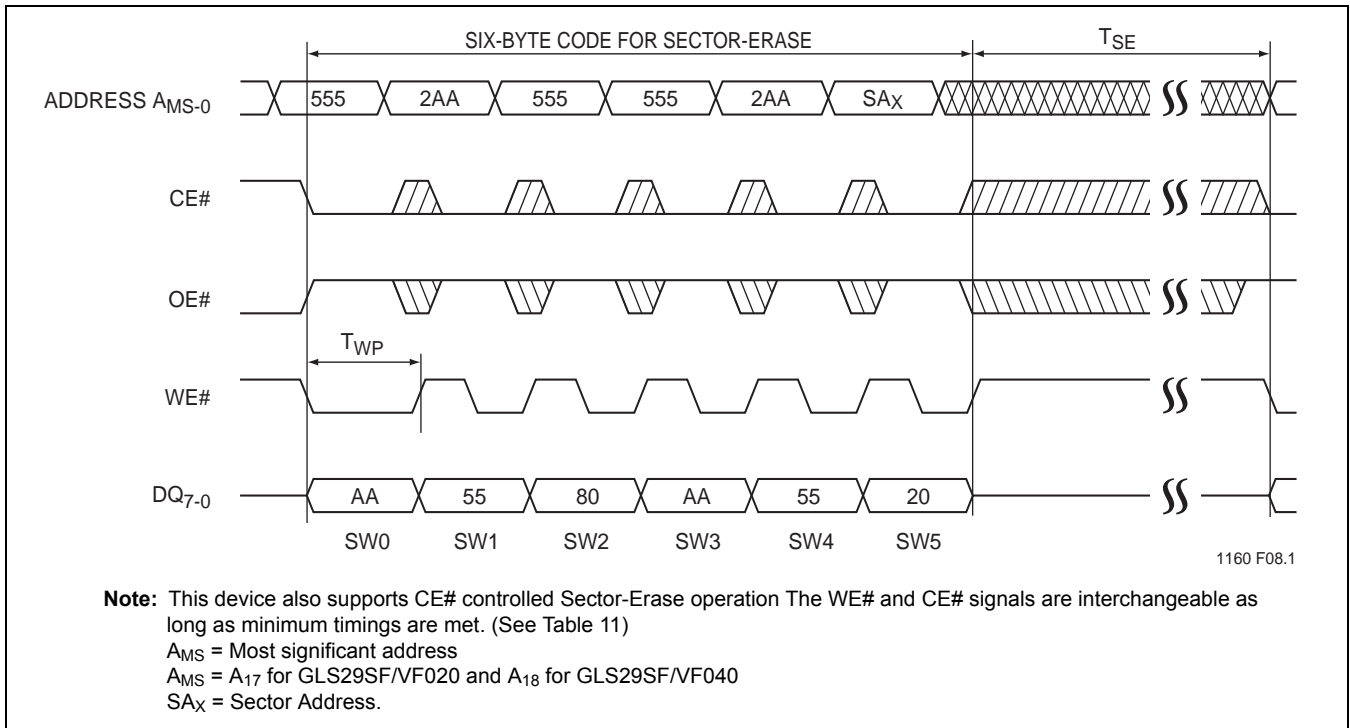 SIX-BYTE CODE FOR SECTOR-ERASE
TSE
ADDRESS AMS-0
555 2AA 555 555 2AA SAX
CE#
OE#
TWP
WE#
DQ7-0
AA 55 80 AA 55 20
SW0 SW1 SW2 SW3 SW4 SW5
1160 F08.1
Note: This device also supports CE# controlled Sector-Erase operation The WE# and CE# signals are interchangeable as
long as minimum timings are met. (See Table 11)
AMS = Most significant address
AMS = A17 for GLS29SF/VF020 and A18 for GLS29SF/VF040
SAX = Sector Address.